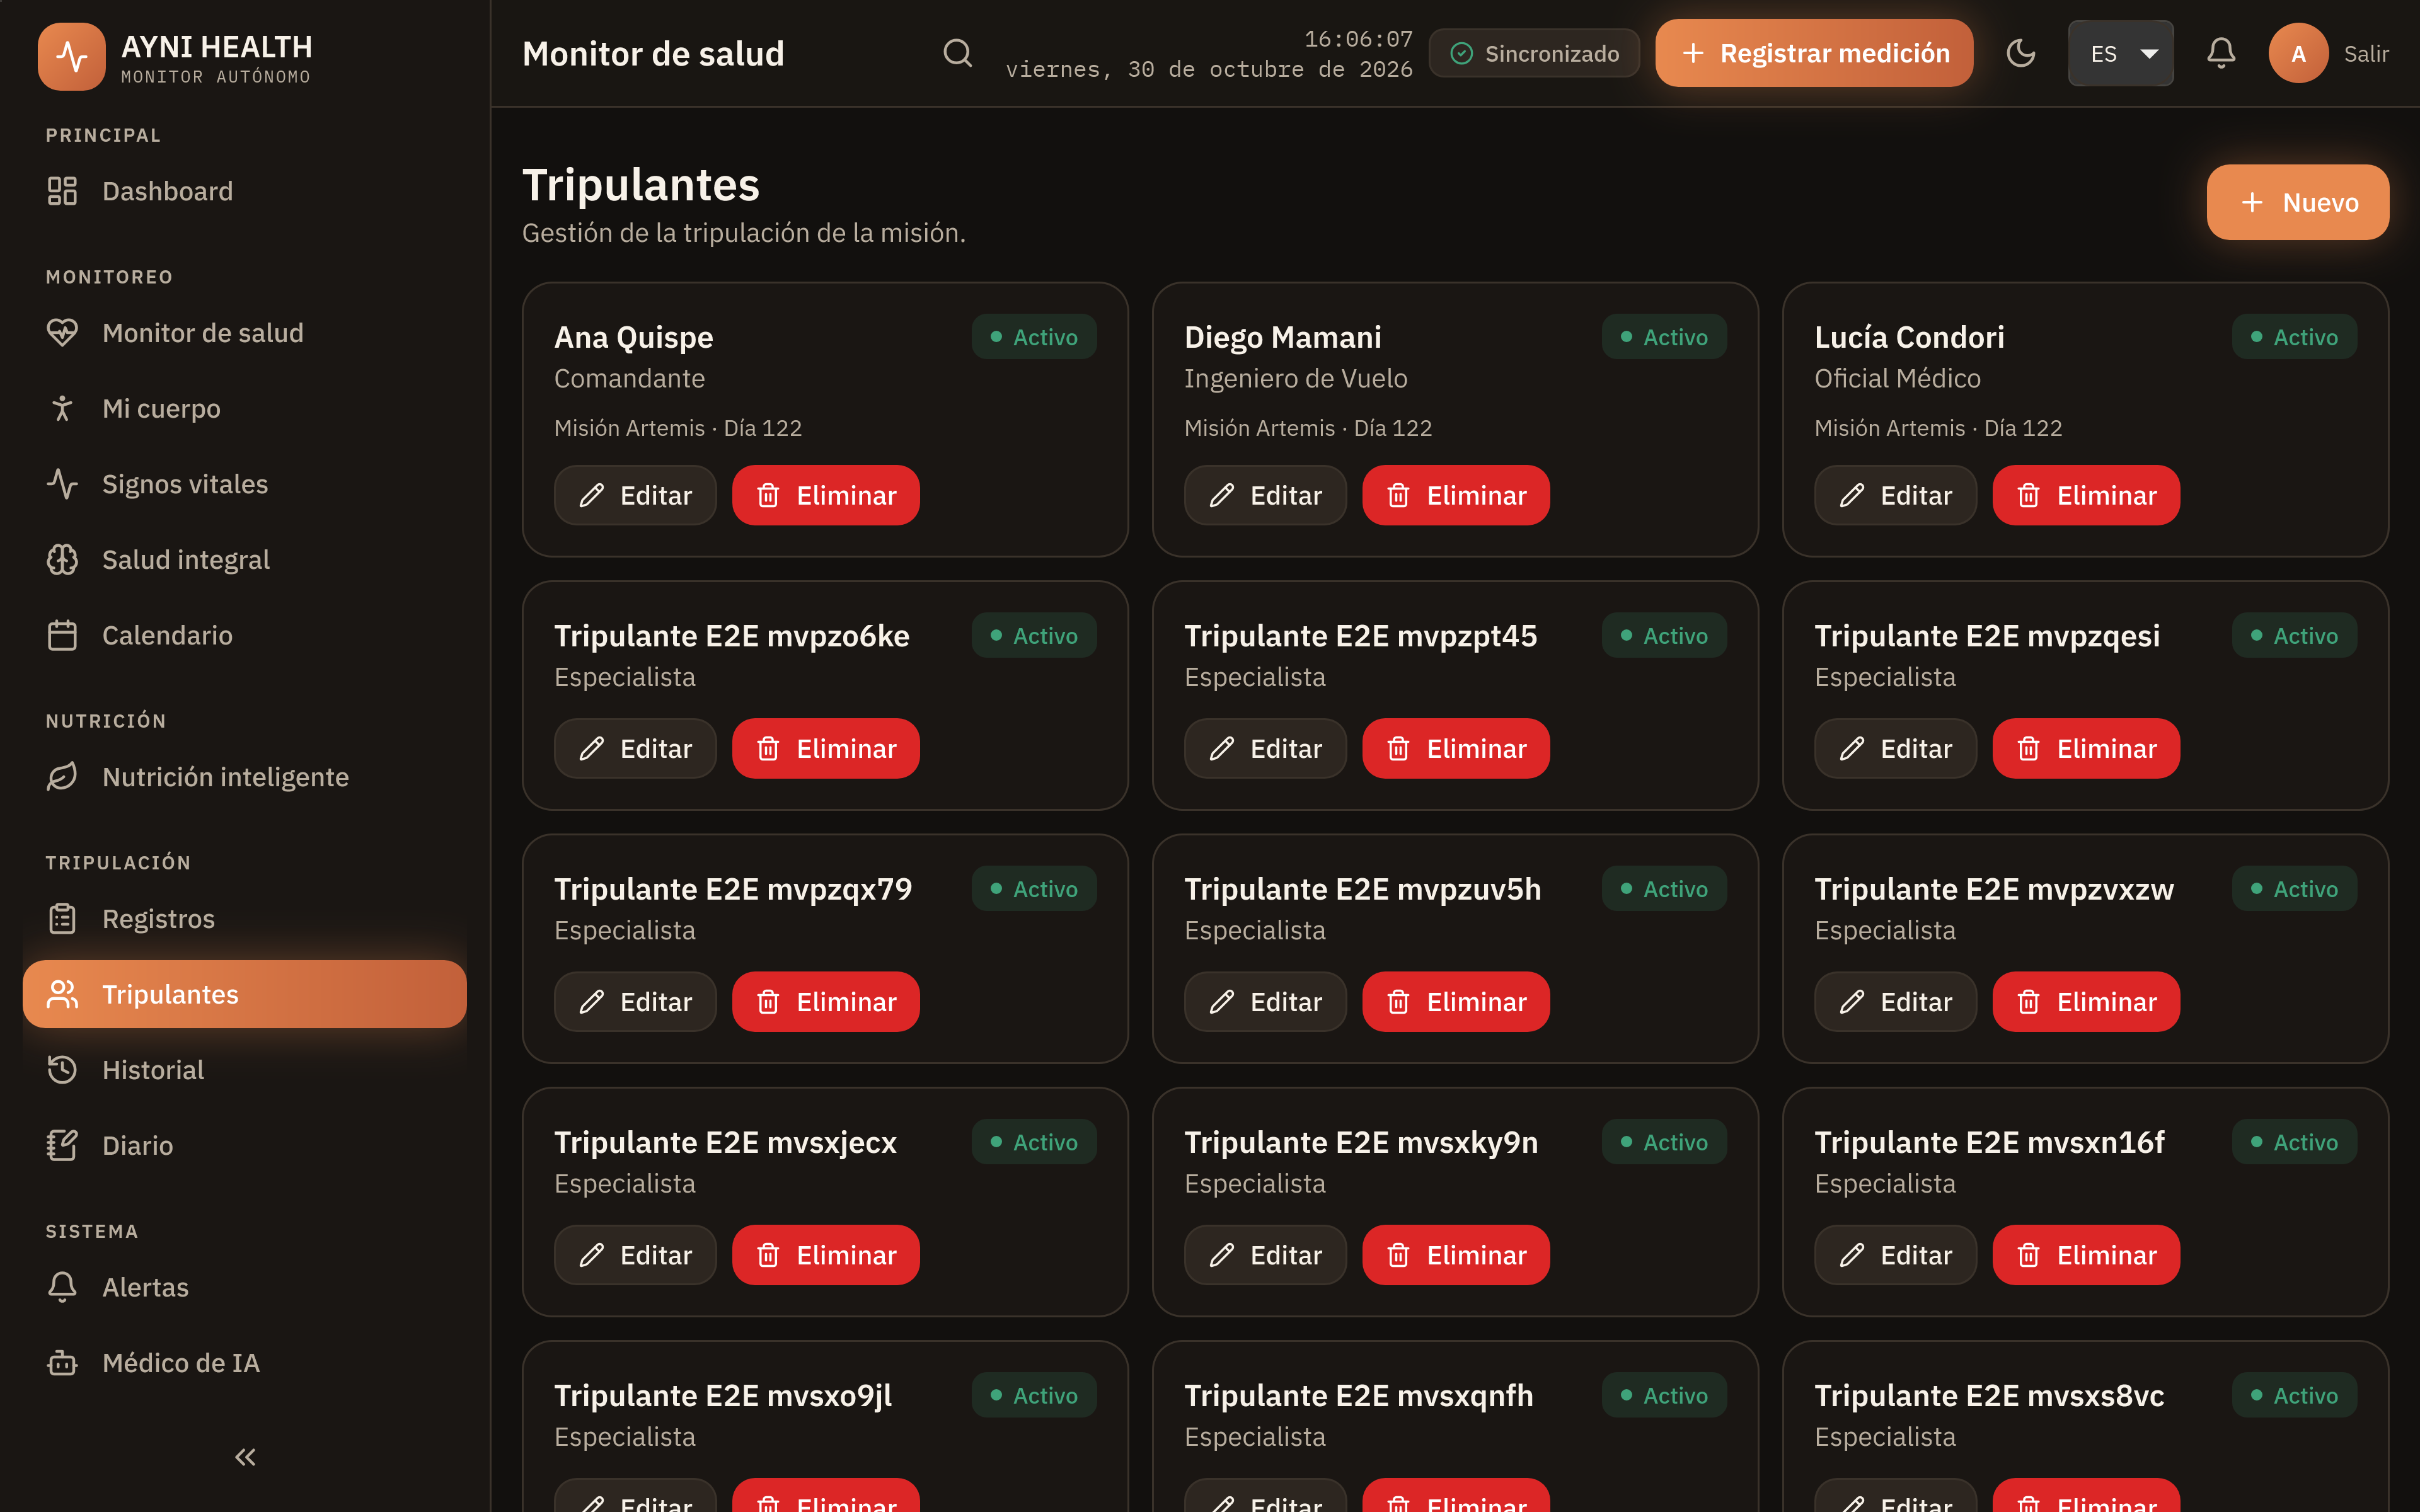 AYNI HEALTH
MONITOR AUTÓNOMO
PRINCIPAL
Dashboard
MONITOREO
Monitor de salud
Mi cuerpo
Signos vitales
Salud integral
Calendario
NUTRICIÓN
Nutrición inteligente
TRIPULACIÓN
Registros
Tripulantes
Historial
Diario
SISTEMA
Alertas
Médico de IA
Monitor de salud
16:06:07
viernes, 30 de octubre de 2026
Sincronizado
Registrar medición
ES
A
Salir
Tripulantes
Gestión de la tripulación de la misión.
Nuevo
Ana Quispe
Activo
Comandante
Misión Artemis · Día 122
Editar
Eliminar
Diego Mamani
Activo
Ingeniero de Vuelo
Misión Artemis · Día 122
Editar
Eliminar
Lucía Condori
Activo
Oficial Médico
Misión Artemis · Día 122
Editar
Eliminar
Tripulante E2E mvpzo6ke
Activo
Especialista
Editar
Eliminar
Tripulante E2E mvpzpt45
Activo
Especialista
Editar
Eliminar
Tripulante E2E mvpzqesi
Activo
Especialista
Editar
Eliminar
Tripulante E2E mvpzqx79
Activo
Especialista
Editar
Eliminar
Tripulante E2E mvpzuv5h
Activo
Especialista
Editar
Eliminar
Tripulante E2E mvpzvxzw
Activo
Especialista
Editar
Eliminar
Tripulante E2E mvsxjecx
Activo
Especialista
Editar
Eliminar
Tripulante E2E mvsxky9n
Activo
Especialista
Editar
Eliminar
Tripulante E2E mvsxn16f
Activo
Especialista
Editar
Eliminar
Tripulante E2E mvsxo9jl
Activo
Especialista
Editar
Eliminar
Tripulante E2E mvsxqnfh
Activo
Especialista
Editar
Eliminar
Tripulante E2E mvsxs8vc
Activo
Especialista
Editar
Eliminar